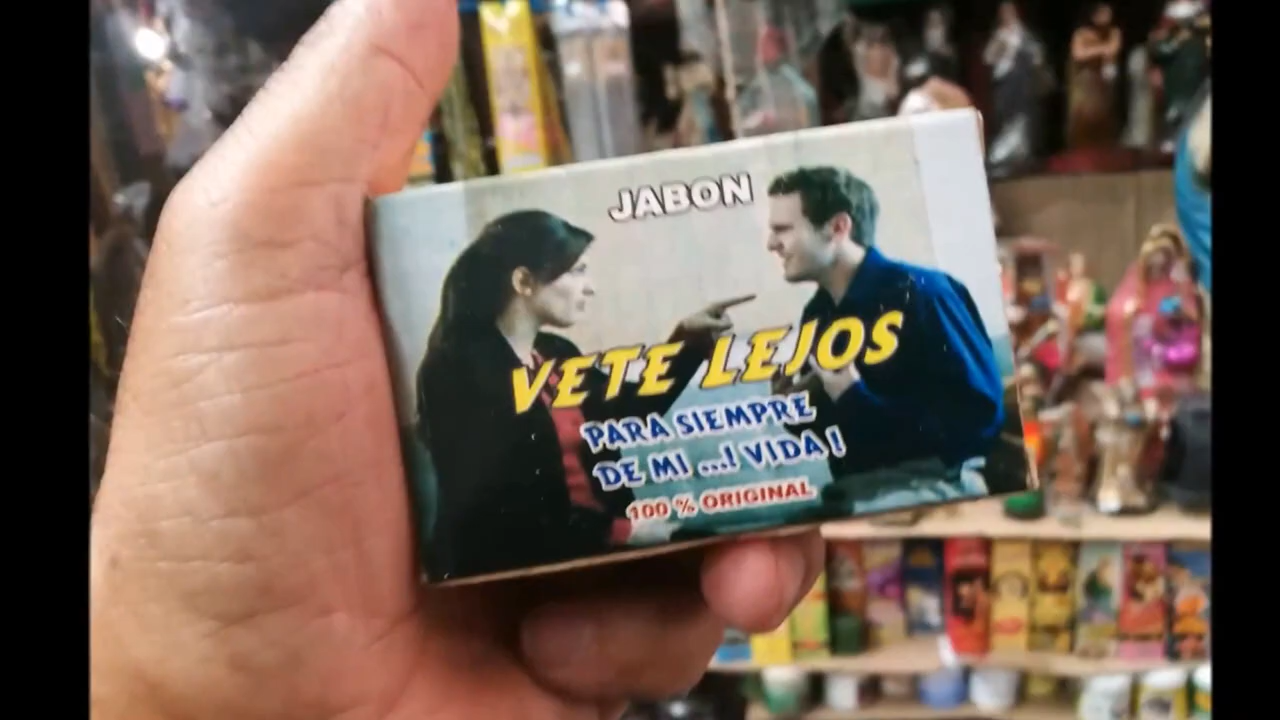 JABON
VETE LEJOS
PARA SIEMPRE
DE MI ...! VIDA !
100 % ORIGINAL